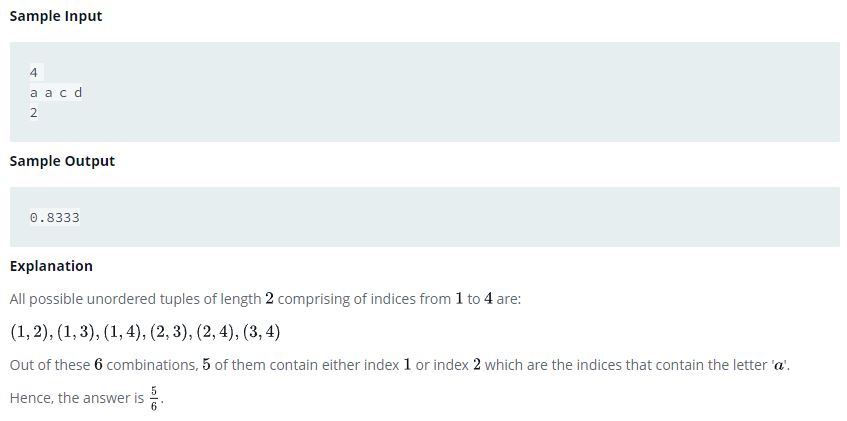 Sample Input
4
a a c d
2
Sample Output
0.8333
Explanation
All possible unordered tuples of length 2 comprising of indices from 1 to 4 are:
(1, 2), (1, 3), (1, 4), (2, 3), (2, 4), (3, 4)
Out of these 6 combinations, 5 of them contain either index 1 or index 2 which are the indices that contain the letter 'a'.
Hence, the answer is 5/6.